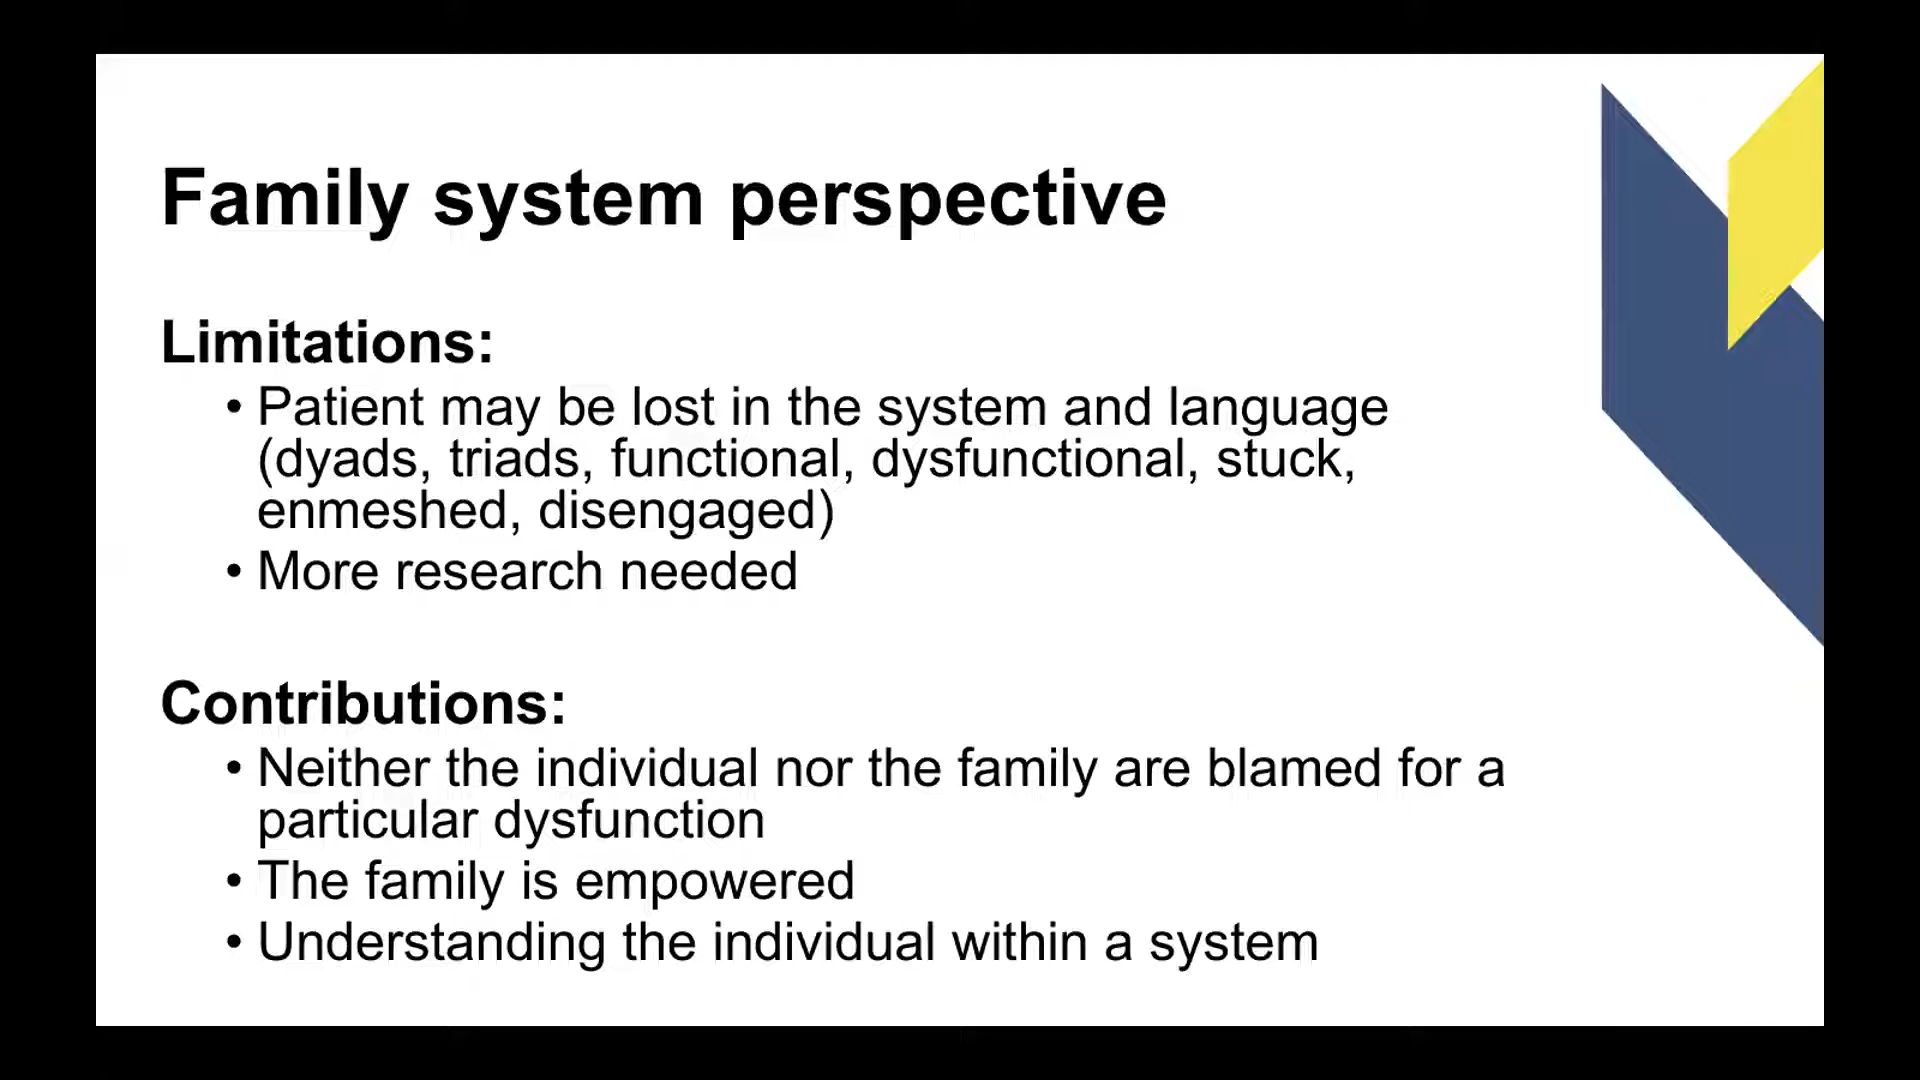 Family system perspective
Limitations:
• Patient may be lost in the system and language
(dyads, triads, functional, dysfunctional, stuck,
enmeshed, disengaged)
• More research needed
Contributions:
• Neither the individual nor the family are blamed for a
particular dysfunction
• The family is empowered
• Understanding the individual within a system